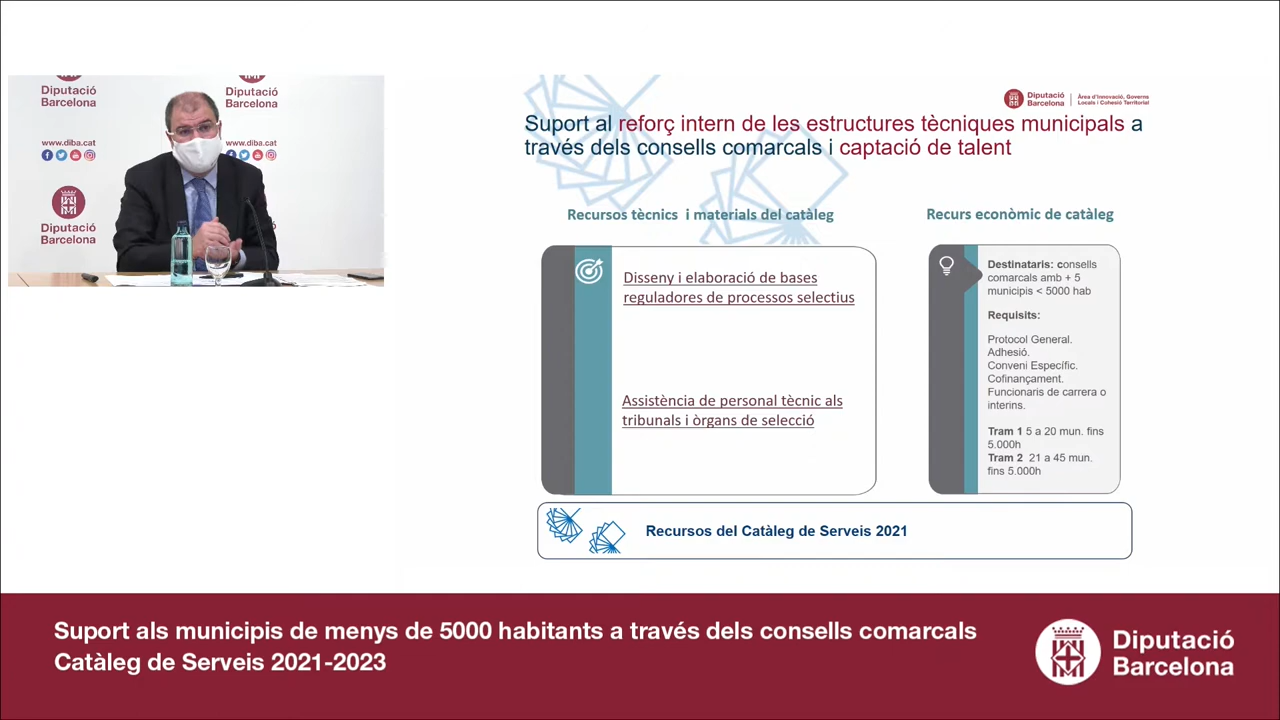 Diputació
Barcelona
Diputació
Barcelona
www.diba.cat
www.diba.cat
Diputació
Barcelona
Diputació
Barcelona
Àrea d'Innovació, Governs
Locals i Cohesió Territorial
Suport al reforç intern de les estructures tècniques municipals a
través dels consells comarcals i captació de talent
Recursos tècnics i materials del catàleg
Recurs econòmic de catàleg
Disseny i elaboració de bases
reguladores de processos selectius
Assistència de personal tècnic als
tribunals i òrgans de selecció
Destinataris: consells
comarcals amb + 5
municipis < 5000 hab
Requisits:
Protocol General.
Adhesió.
Conveni Específic.
Cofinançament.
Funcionaris de carrera o
interins.
Tram 1 5 a 20 mun. fins
5.000h
Tram 2 21 a 45 mun.
fins 5.000h
Recursos del Catàleg de Serveis 2021
Suport als municipis de menys de 5000 habitants a través dels consells comarcals
Catàleg de Serveis 2021-2023
Diputació
Barcelona